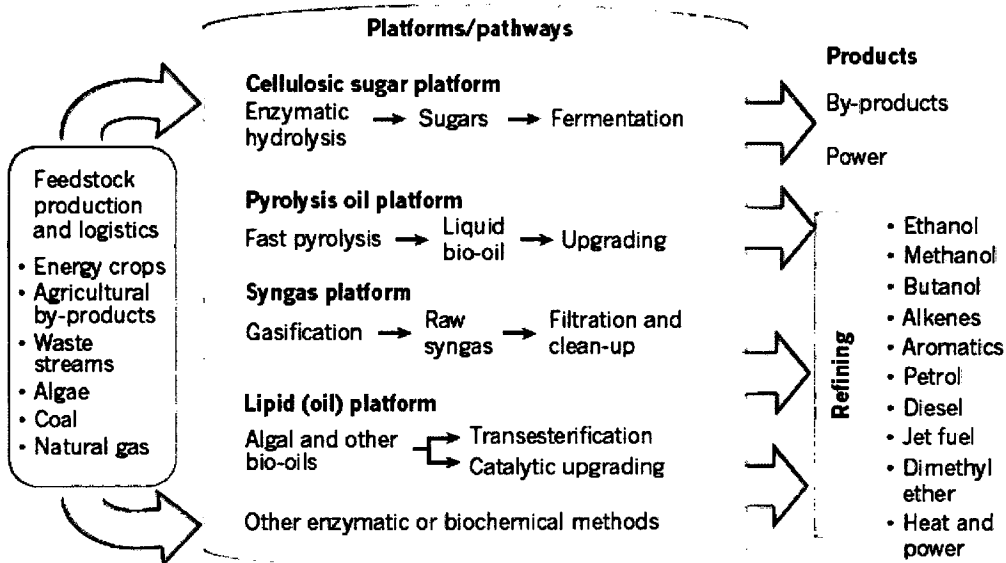 Platforms/pathways
Feedstock
production
and logistics
• Energy crops
• Agricultural
by-products
• Waste
streams
• Algae
• Coal
• Natural gas
Cellosic sugar platform
Enzymatic
hydrolysis
Sugars
Fermentation
Pyrolysis oil platform
Fast pyrolysis
Liquid
bio-oil
Upgrading
Syngas platform
Gasification
Raw
syngas
Filtration and
clean-up
Lipid (oil) platform
Algal and other
bio-oils
Transesterification
Catalytic upgrading
Other enzymatic or biochemical methods
Products
By-products
Power
Refining
• Ethanol
• Methanol
• Butanol
• Alkenes
• Aromatics
• Petrol
• Diesel
• Jet fuel
• Dimethyl
ether
• Heat and
power